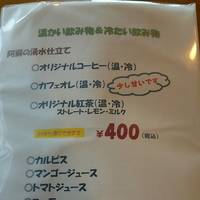 温かい飲み物&冷たい飲み物
阿蘇の湧水仕立て
○オリジナルコーヒー(温・冷)
○カフェオレ(温・冷) 少し甘いです
○オリジナル紅茶(温・冷)
ストレート・レモン・ミルク
¥400(税込)
○カルピス
○マンゴージュース
○トマトジュース